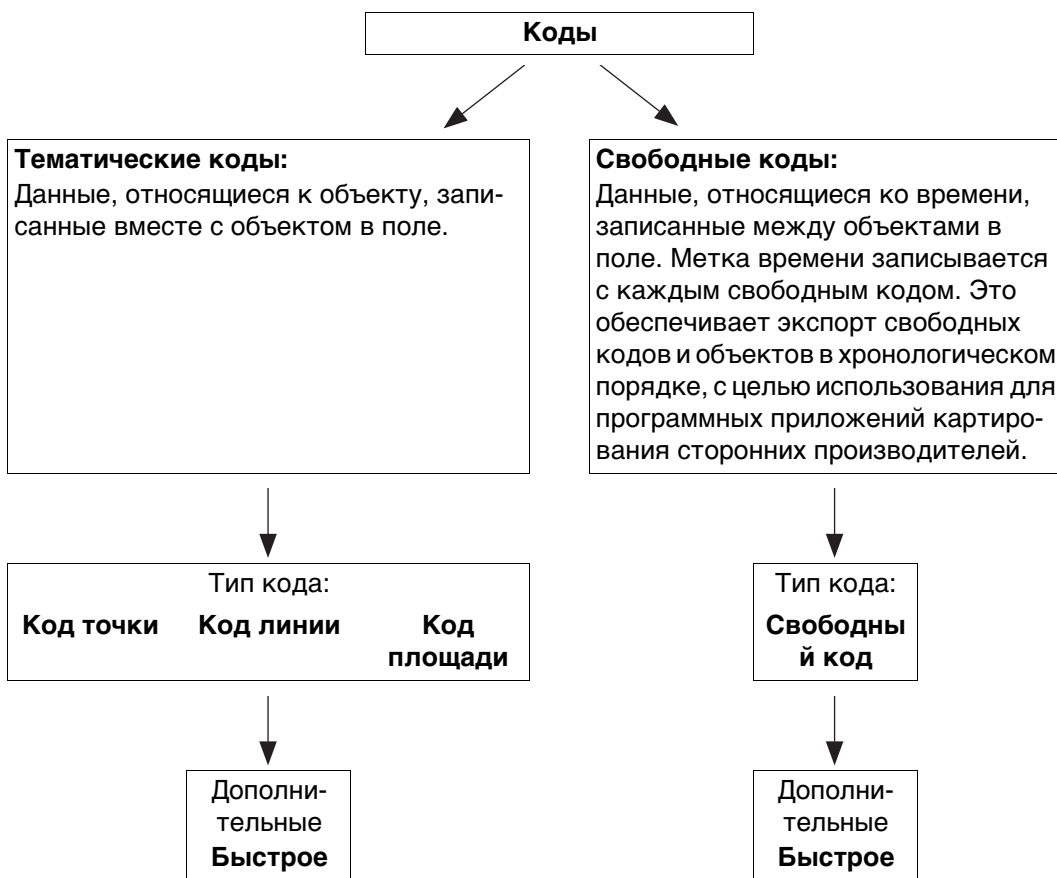 Коды
Тематические коды:
Данные, относящиеся к объекту, запи-
санные вместе с объектом в поле.
Свободные коды:
Данные, относящиеся ко времени,
записанные между объектами в
поле. Метка времени записывается
с каждым свободным кодом. Это
обеспечивает экспорт свободных
кодов и объектов в хронологическом
порядке, с целью использования для
программных приложений картиро-
вания сторонних производителей.
Тип кода:
Код точки Код линии Код
площади
Тип кода:
Свободны
й код
Дополни-
тельные
Быстрое
Дополни-
тельные
Быстрое